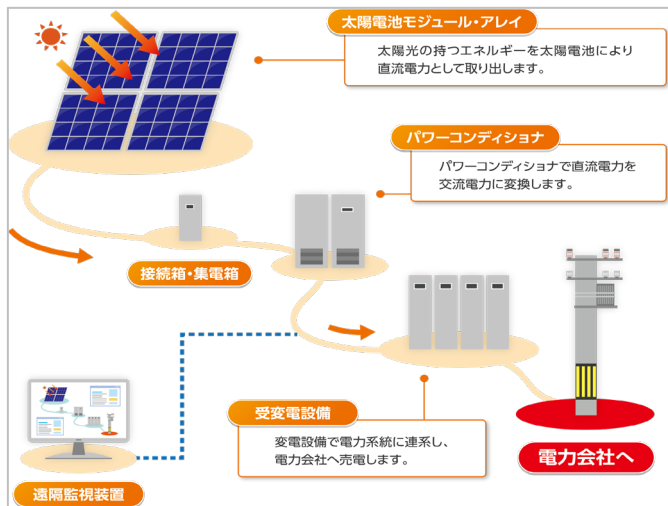 太陽電池モジュール・アレイ
太陽光の持つエネルギーを太陽電池により
直流電力として取り出します。
パワーコンディショナ
パワーコンディショナで直流電力を
交流電力に変換します。
接続箱・集電箱
受変電設備
変電設備で電力系統に連系し、
電力会社へ売電します。
電力会社へ
遠隔監視装置